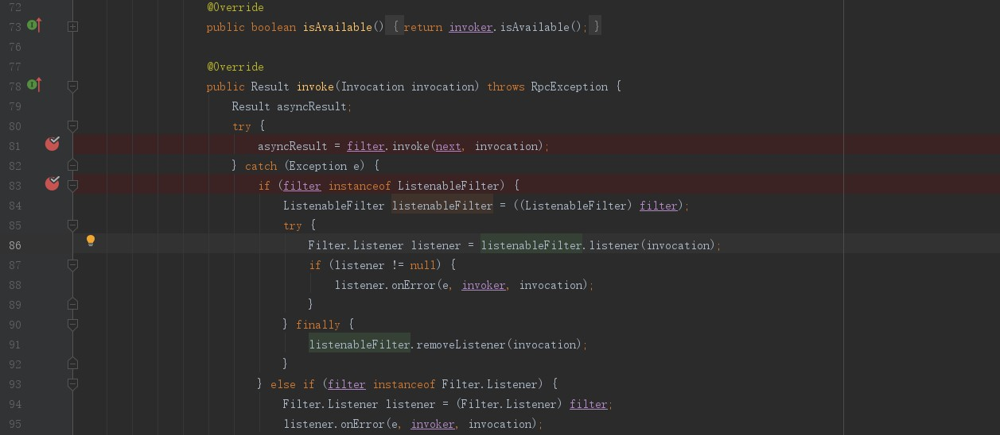 72 @Override
73 public boolean isAvailable() { return invoker.isAvailable(); }
76
77 @Override
78 public Result invoke(Invocation invocation) throws RpcException {
79 Result asyncResult;
80 try {
81 asyncResult = filter.invoke(next, invocation);
82 } catch (Exception e) {
83 if (filter instanceof ListenableFilter) {
84 ListenableFilter listenableFilter = ((ListenableFilter) filter);
85 try {
86 Filter.Listener listener = listenableFilter.listener(invocation);
87 if (listener != null) {
88 listener.onError(e, invoker, invocation);
89 }
90 } finally {
91 listenableFilter.removeListener(invocation);
92 }
93 } else if (filter instanceof Filter.Listener) {
94 Filter.Listener listener = (Filter.Listener) filter;
95 listener.onError(e, invoker, invocation);